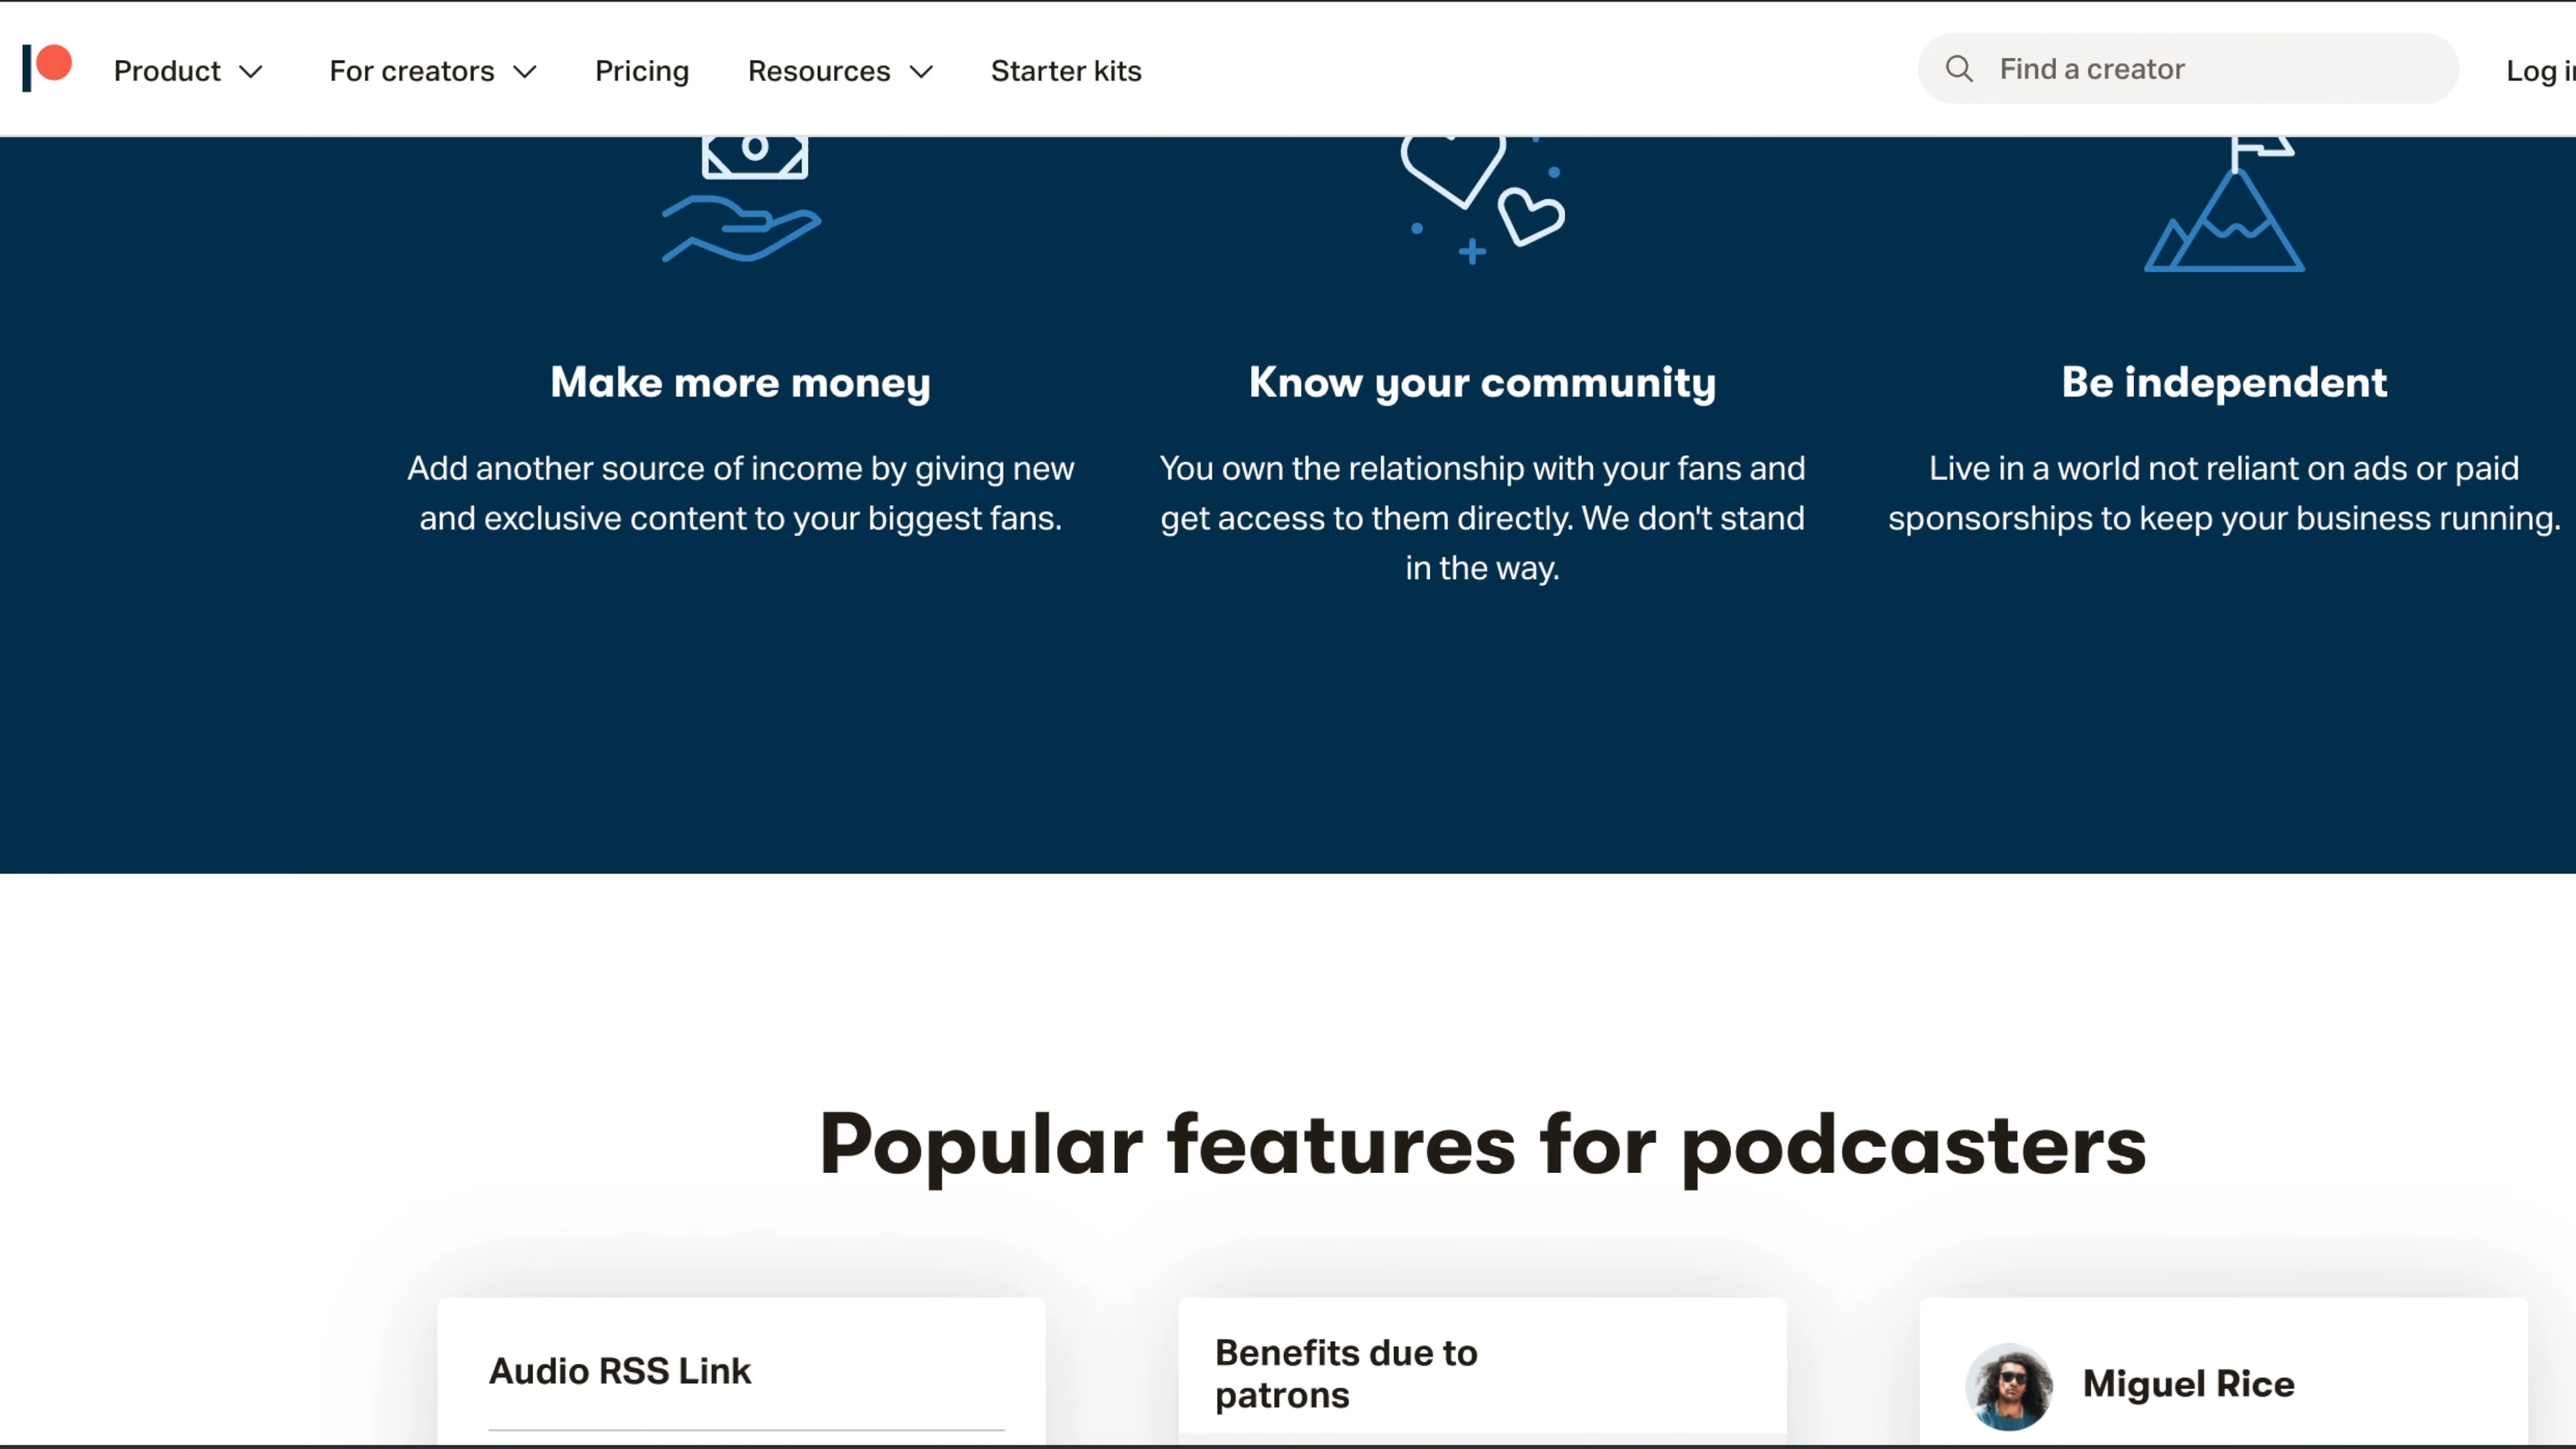 Product
For creators
Pricing
Resources
Starter kits
Find a creator
Log
Make more money
Add another source of income by giving new
and exclusive content to your biggest fans.
Know your community
You own the relationship with your fans and
get access to them directly. We don't stand
in the way.
Be independent
Live in a world not reliant on ads or paid
sponsorships to keep your business running.
Popular features for podcasters
Audio RSS Link
Benefits due to
patrons
Miguel Rice